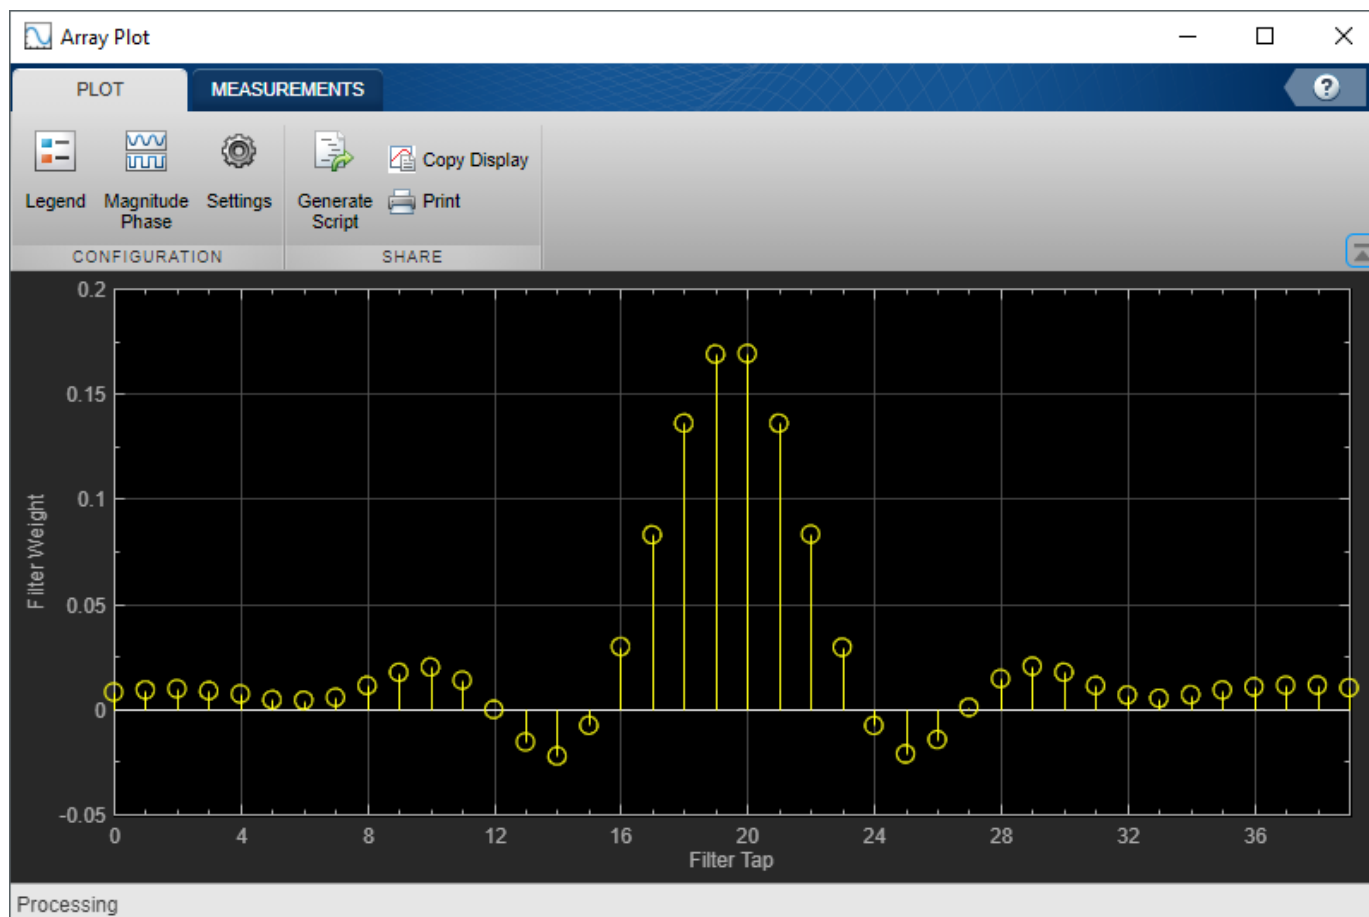 Array Plot
PLOT
MEASUREMENTS
?
Legend
Magnitude
Phase
Settings
Generate
Script
Copy Display
Print
CONFIGURATION
SHARE
0.2
0.15
0.1
0.05
0
-0.05
Filter Weight
0 4 8 12 16 20 24 28 32 36
Filter Tap
Processing